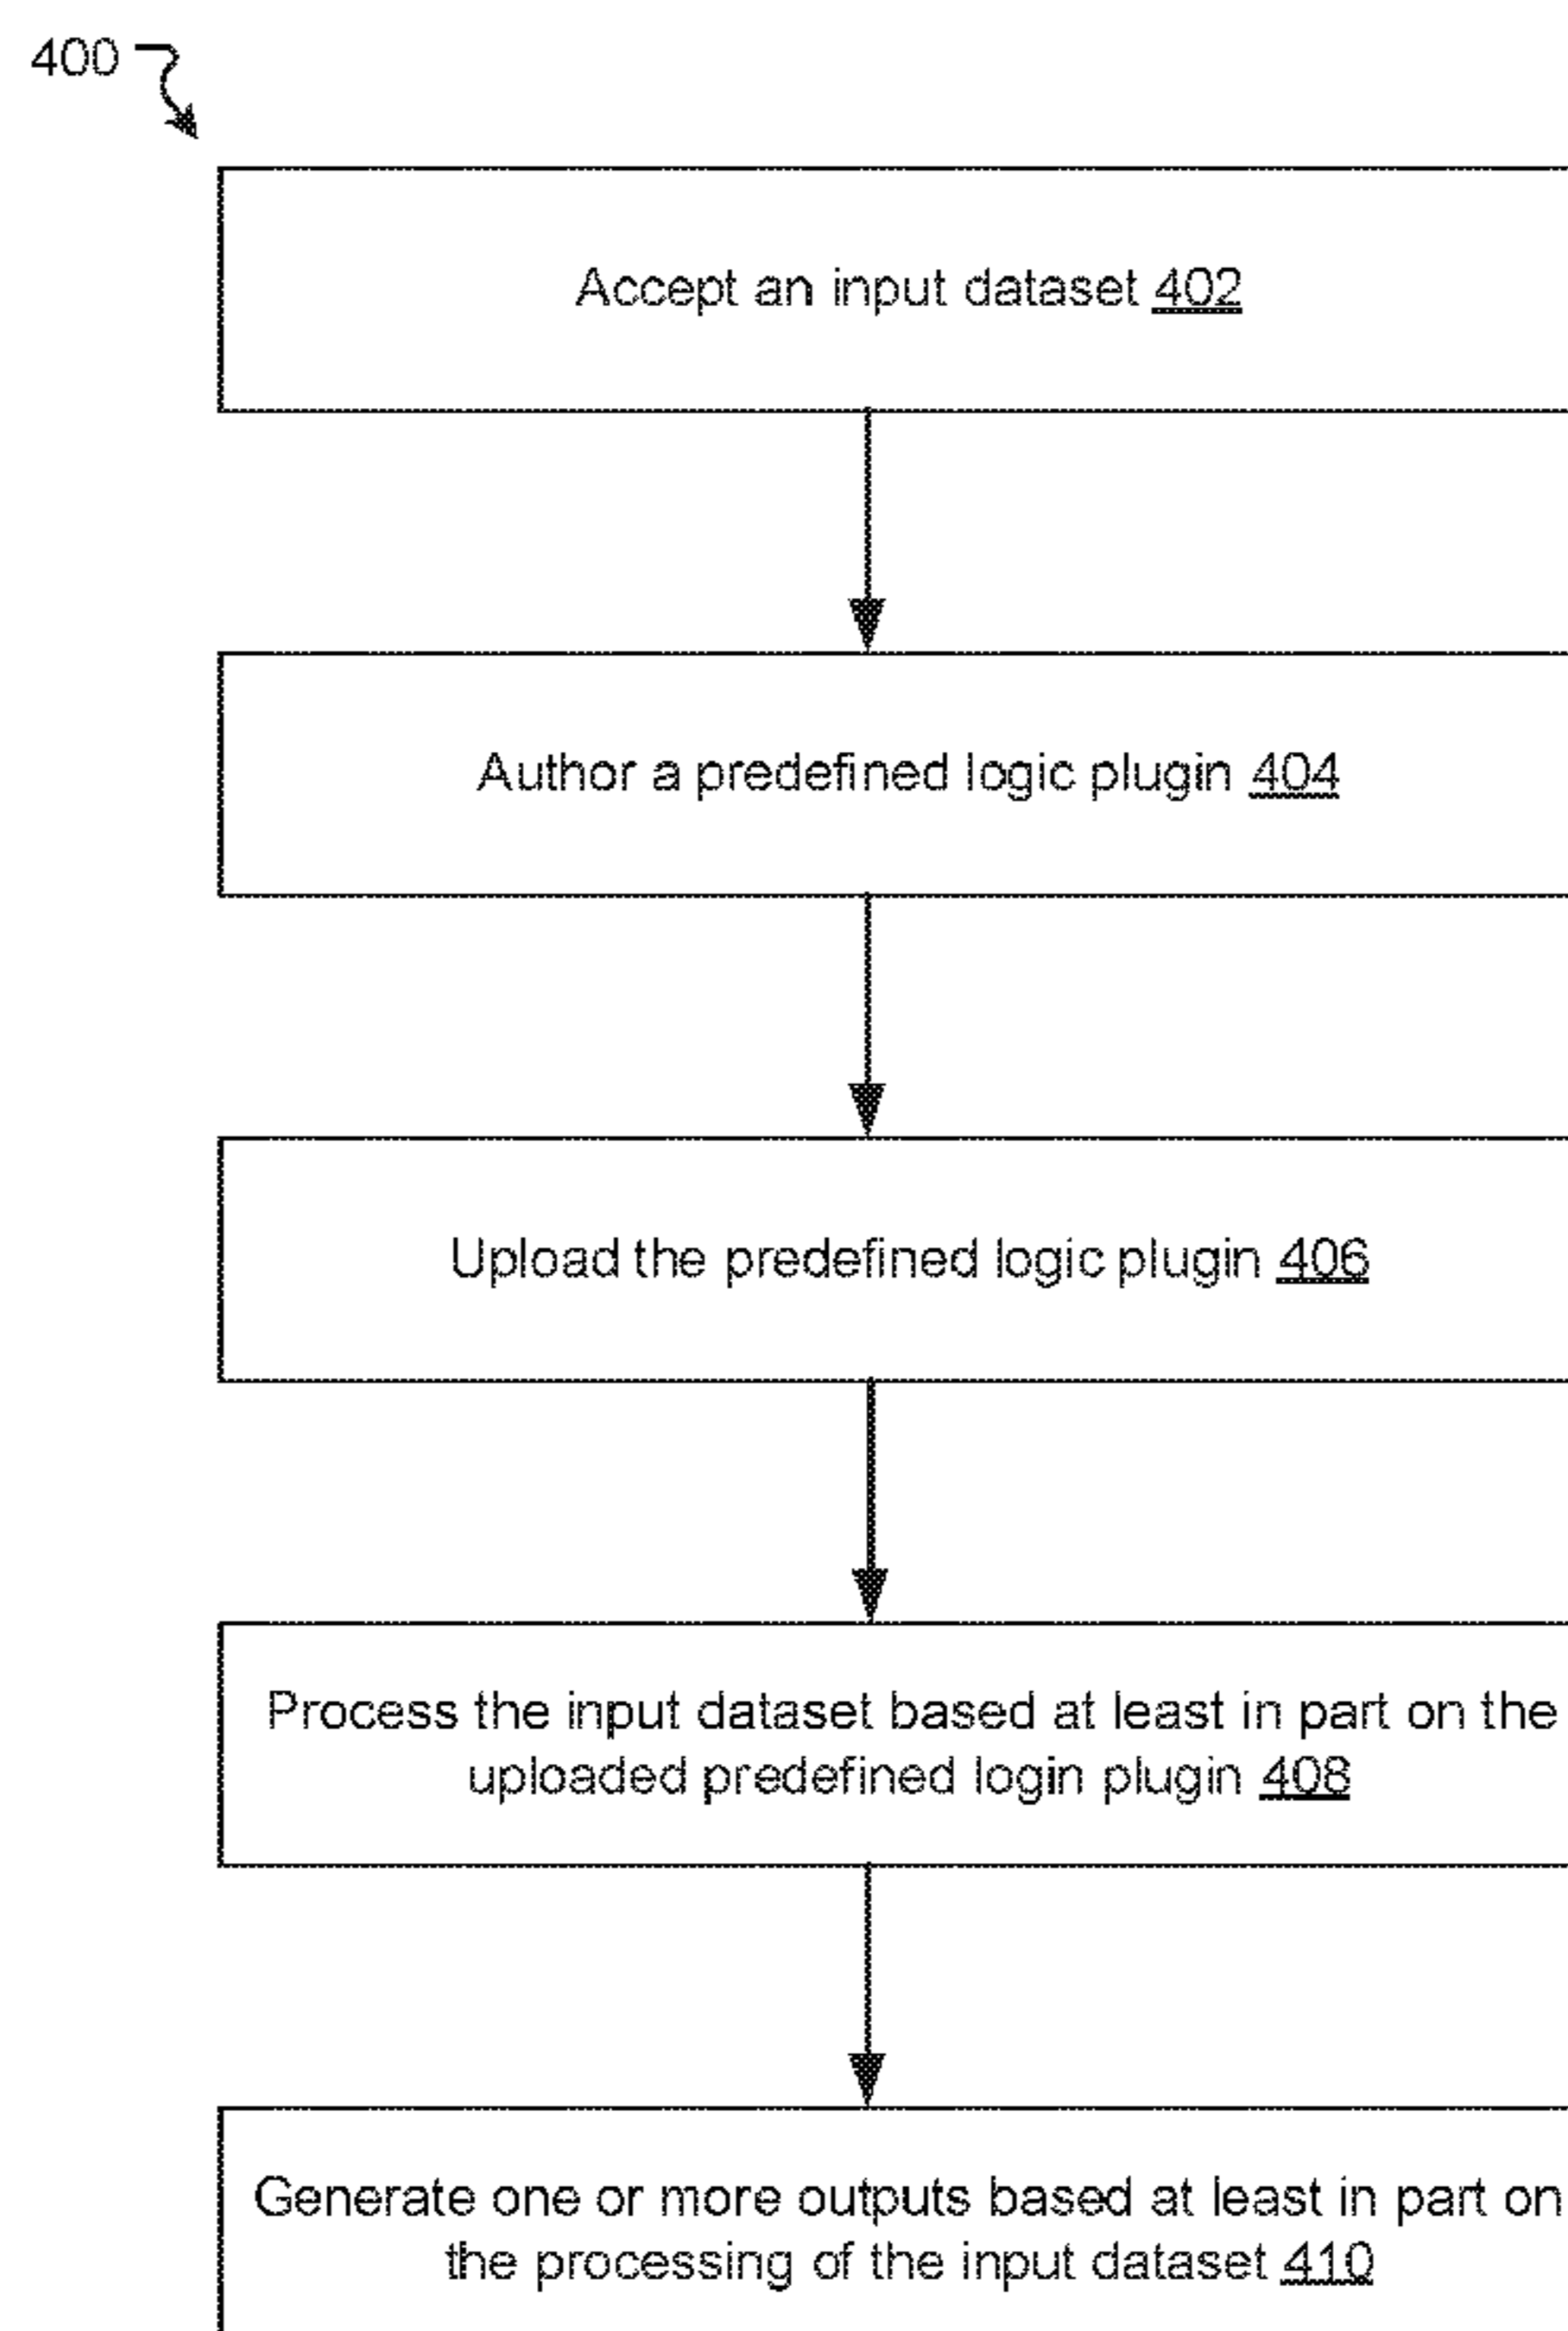 400
Accept an input dataset 402
Author a predefined logic plugin 404
Upload the predefined logic plugin 406
Process the input dataset based at least in part on the
uploaded predefined login plugin 408
Generate one or more outputs based at least in part on
the processing of the input dataset 410